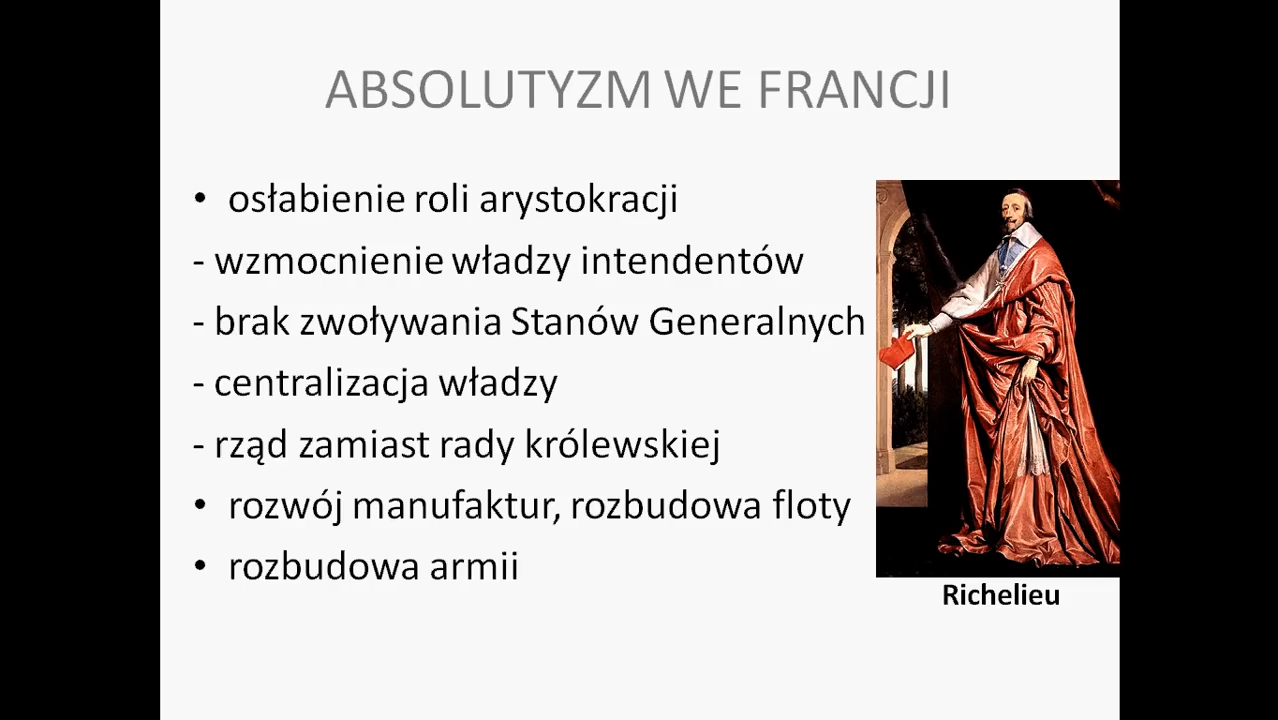 ABSOLUTYZM WE FRANCJI
• osłabienie roli arystokracji
- wzmocnienie władzy intendentów
- brak zwoływania Stanów Generalnych
- centralizacja władzy
- rząd zamiast rady królewskiej
• rozwój manufaktur, rozbudowa floty
• rozbudowa armii
Richelieu